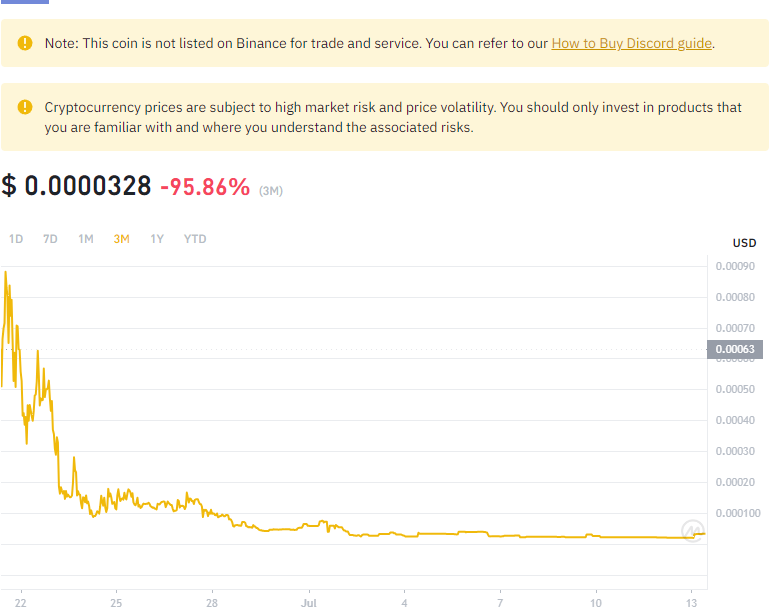 Note: This coin is not listed on Binance for trade and service. You can refer to our How to Buy Discord guide.
Cryptocurrency prices are subject to high market risk and price volatility. You should only invest in products that
you are familiar with and where you understand the associated risks.
$ 0.0000328 -95.86% (3M)
1D 7D 1M 3M 1Y YTD
USD
0.00090
0.00080
0.00070
0.00063
0.00050
0.00040
0.00030
0.00020
0.000100
22 25 28 Jul 4 7 10 13